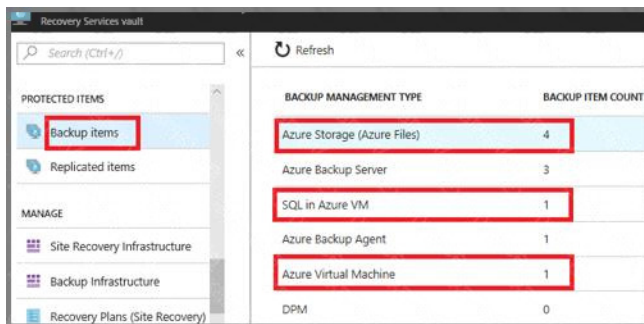 Recovery Services vault
Search (Ctrl+/)
«
Refresh
PROTECTED ITEMS
Backup items
Replicated items
MANAGE
Site Recovery Infrastructure
Backup Infrastructure
Recovery Plans (Site Recovery)
BACKUP MANAGEMENT TYPE BACKUP ITEM COUNT
Azure Storage (Azure Files) 4
Azure Backup Server 3
SQL in Azure VM 1
Azure Backup Agent 1
Azure Virtual Machine 1
DPM 0